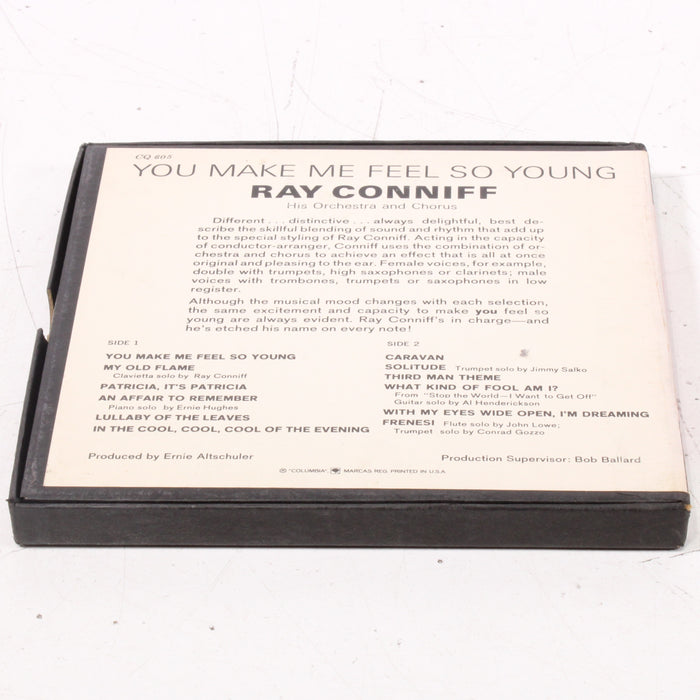 CQ 805
YOU MAKE ME FEEL SO YOUNG
RAY CONNIFF
His Orchestra and Chorus
Different . . . distinctive . . . always delightful, best de-
scribe the skillful blending of sound and rhythm that add up
to the special styling of Ray Conniff. Acting in the capacity
of conductor-arranger, Conniff uses the combination of or-
chestra and chorus to achieve an effect that is all at once
original and pleasing to the ear. Female voices, for example,
double with trumpets, high saxophones or clarinets; male
voices with trombones, trumpets or saxophones in low
register.
Although the musical mood changes with each selection,
the same excitement and capacity to make you feel so
young are always evident. Ray Conniff's in charge—and
he's etched his name on every note!
SIDE 1
YOU MAKE ME FEEL SO YOUNG
MY OLD FLAME
Clavietta solo by. Ray Conniff
PATRICIA, IT'S PATRICIA
AN AFFAIR TO REMEMBER
Piano solo by Ernie Hughes
LULLABY OF THE LEAVES
IN THE COOL, COOL, COOL OF THE EVENING
SIDE 2
CARAVAN
SOLITUDE Trumpet solo by Jimmy Salko
THIRD MAN THEME
WHAT KIND OF FOOL AM I?
From "Stop the World—I Want to Get Off"
Guitar solo by Al Henderickson
WITH MY EYES WIDE OPEN, I'M DREAMING
FRENESI Flute solo by John Lowe;
Trumpet solo by Conrad Gozzo
Produced by Ernie Altschuler
Production Supervisor: Bob Ballard
℗ "COLUMBIA", MARCAS REG. PRINTED IN U.S.A.